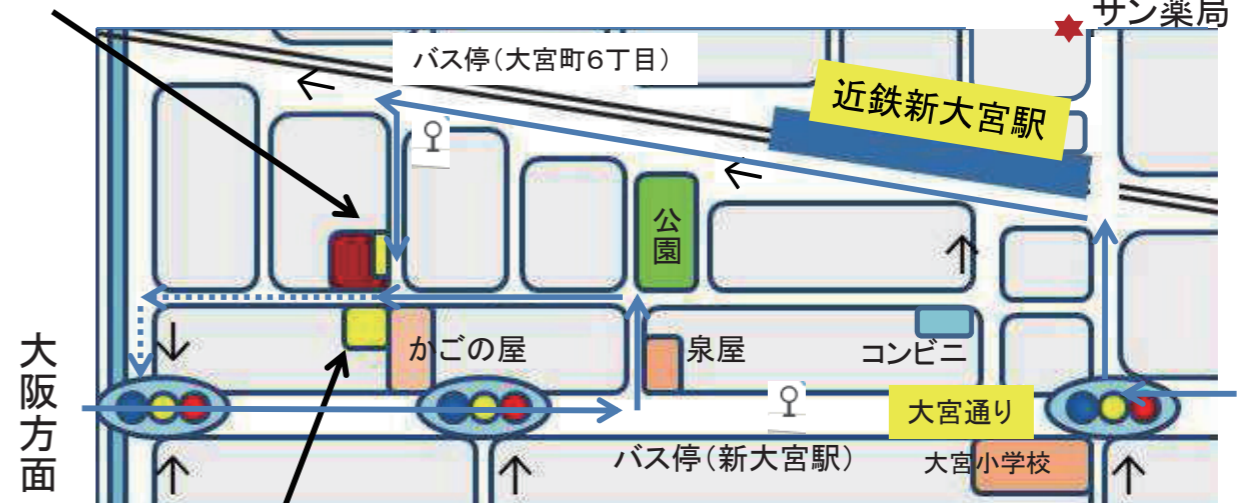 サン薬局
バス停(大宮町6丁目)
近鉄新大宮駅
公園
かごの屋
泉屋
コンビニ
大阪方面
大宮通り
バス停(新大宮駅)
大宮小学校